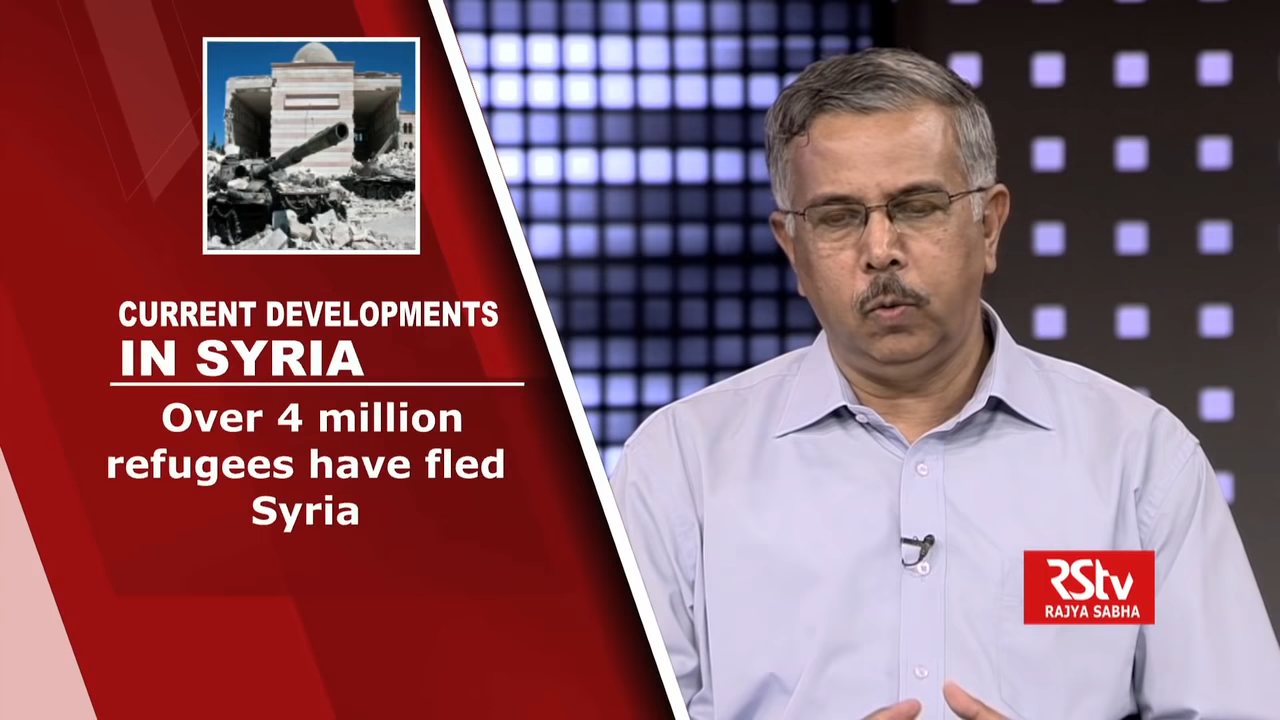 CURRENT DEVELOPMENTS
IN SYRIA
Over 4 million
refugees have fled
Syria
RStv
RAJYA SABHA